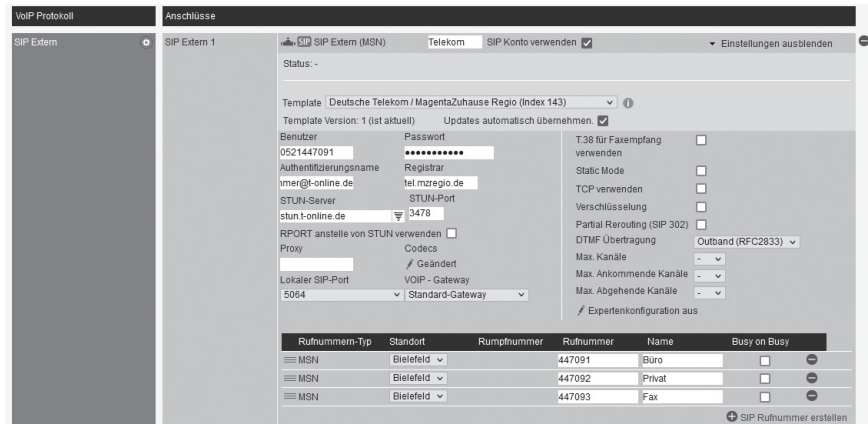 VoIP Protokoll Anschlüsse
SIP Extern SIP Extern 1 SIP SIP Extern (MSN) Telekom SIP Konto verwenden Einstellungen ausblenden
Status: -
Template Deutsche Telekom / MagentaZuhause Regio (Index 143)
Template Version: 1 (ist aktuell) Updates automatisch übernehmen.
Benutzer Passwort
0521447091 •••••••••••
Authentifizierungsname Registrar
nmer@t-online.de tel.mzregio.de
STUN-Server STUN-Port
stun.t-online.de 3478
RPORT anstelle von STUN verwenden
Proxy Codecs
Geändert
Lokaler SIP-Port VOIP - Gateway
5064 Standard-Gateway
T.38 für Faxempfang
verwenden
Static Mode
TCP verwenden
Verschlüsselung
Partial Rerouting (SIP 302)
DTMF Übertragung Outband (RFC2833)
Max. Kanäle -
Max. Ankommende Kanäle -
Max. Abgehende Kanäle -
Expertenkonfiguration aus
Rufnummern-Typ Standort Rumpfnummer Rufnummer Name Busy on Busy
MSN Bielefeld 447091 Büro
MSN Bielefeld 447092 Privat
MSN Bielefeld 447093 Fax
SIP Rufnummer erstellen